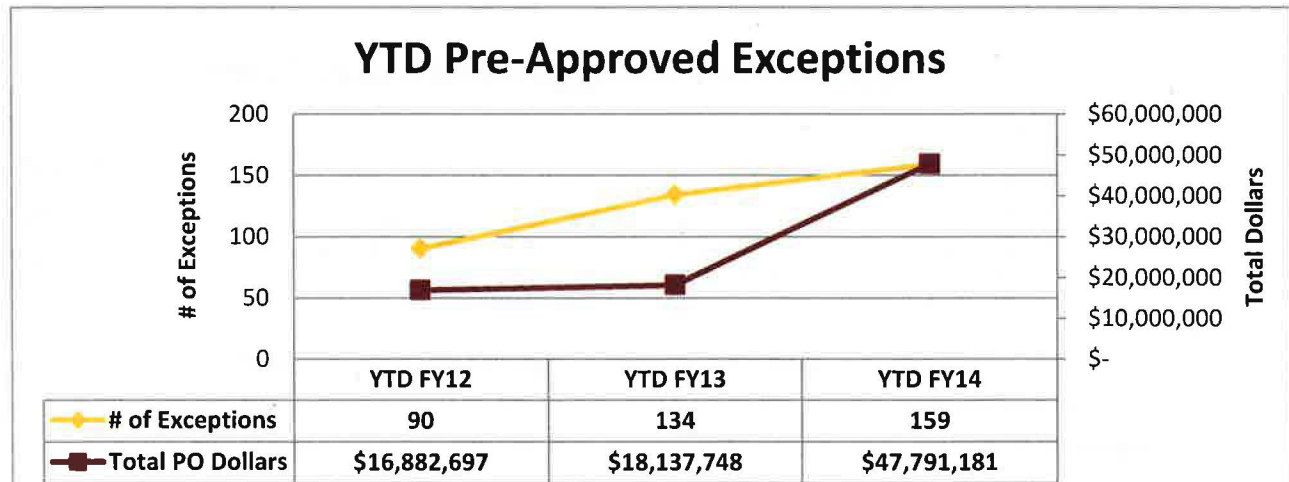 YTD Pre-Approved Exceptions
# of Exceptions
200
150
100
50
0
$60,000,000
$50,000,000
$40,000,000
$30,000,000
$20,000,000
$10,000,000
$-
Total Dollars
YTD FY12 YTD FY13 YTD FY14
# of Exceptions 90 134 159
Total PO Dollars $16,882,697 $18,137,748 $47,791,181